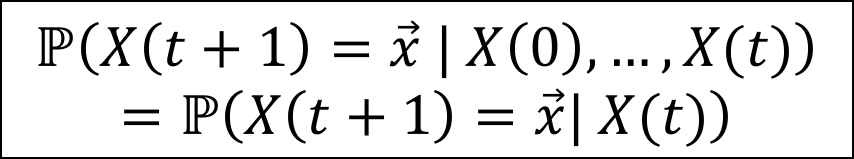 ℙ(X(t + 1) = x⃗ | X(0), … , X(t))
= ℙ(X(t + 1) = x⃗| X(t))